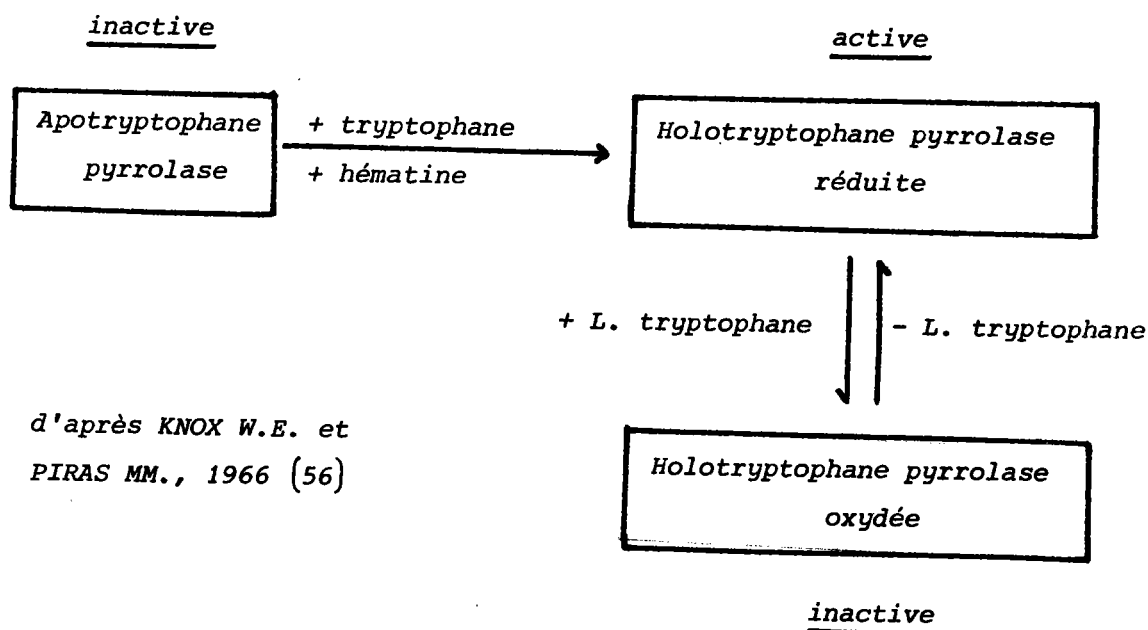 inactive
active
Apotryptophane
pyrrolase
+ tryptophane
+ hématine
Holotryptophane pyrrolase
réduite
+ L. tryptophane
- L. tryptophane
d'après KNOX W.E. et
PIRAS MM., 1966 (56)
Holotryptophane pyrrolase
oxydée
inactive